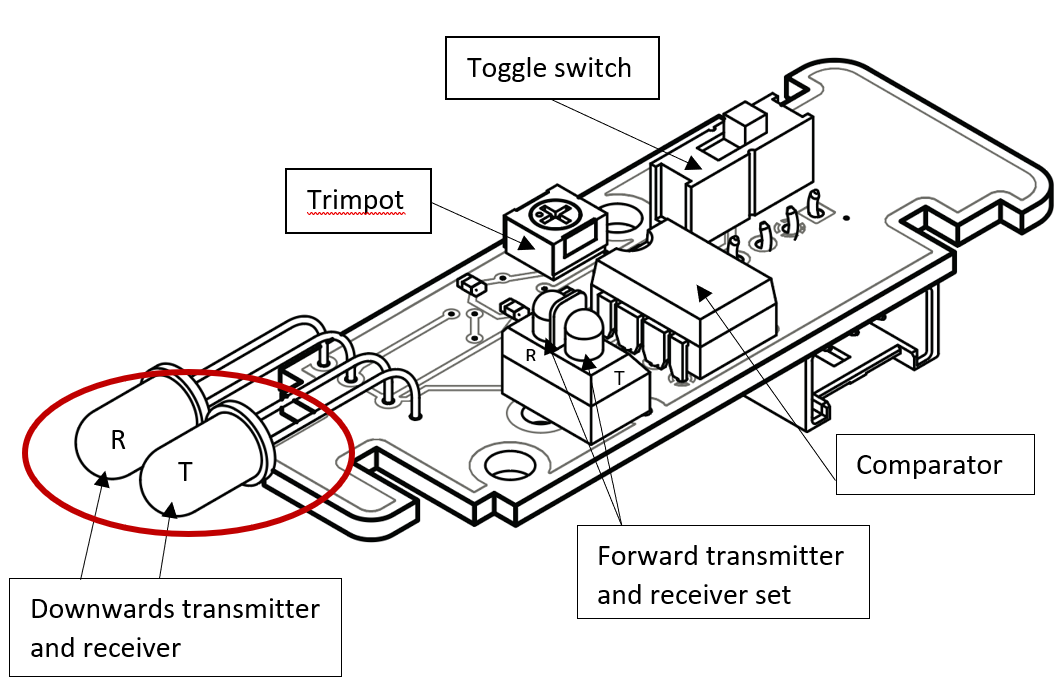 Toggle switch
Trimpot
R
T
R
T
Comparator
Forward transmitter
and receiver set
Downwards transmitter
and receiver